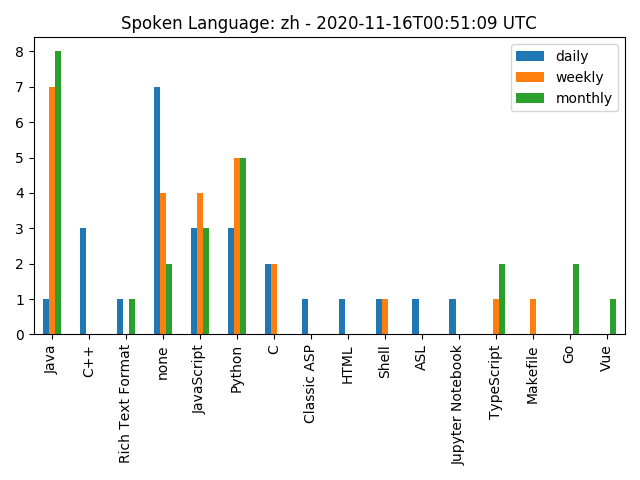 Spoken Language: zh - 2020-11-16T00:51:09 UTC
daily
weekly
monthly
8
7
6
5
4
3
2
1
0
Java
C++
Rich Text Format
none
JavaScript
Python
C
Classic ASP
HTML
Shell
ASL
Jupyter Notebook
TypeScript
Makefile
Go
Vue